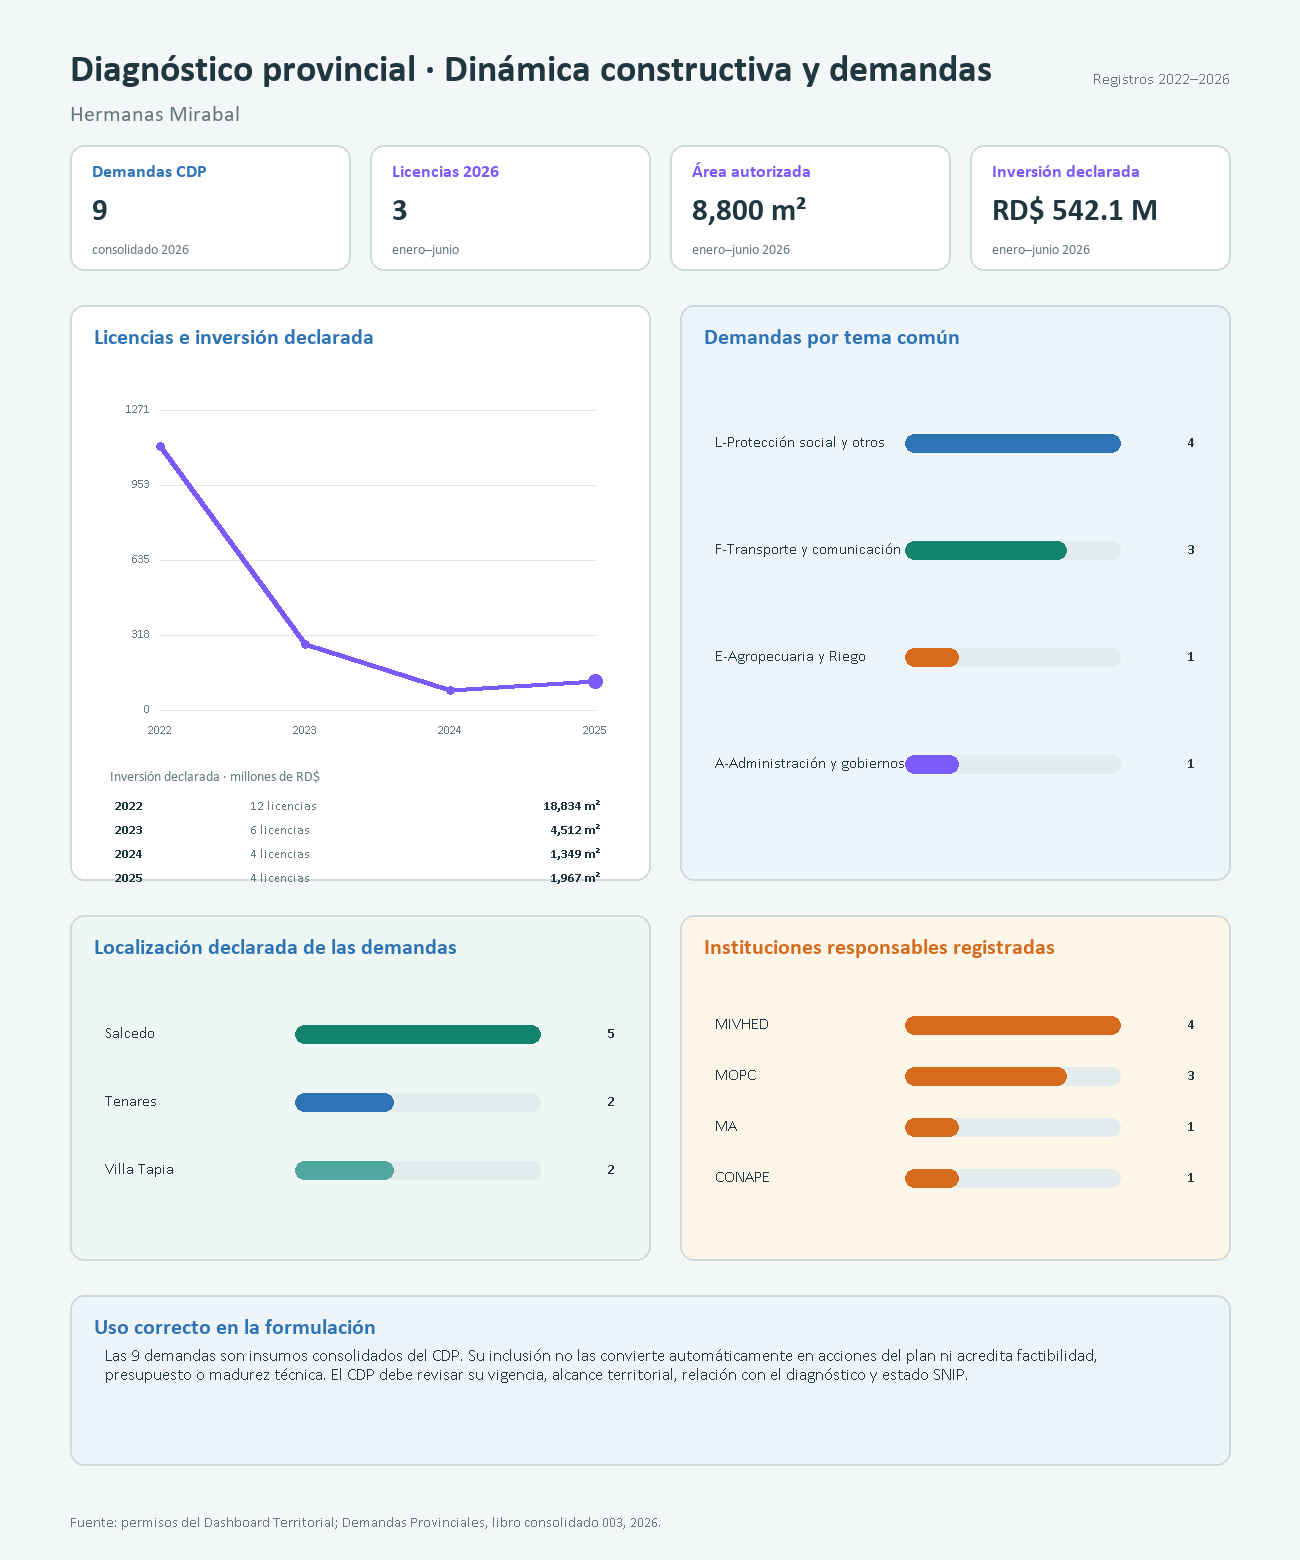 Diagnóstico provincial · Dinámica constructiva y demandas
Registros 2022–2026
Hermanas Mirabal
Demandas CDP
9
consolidado 2026
Licencias 2026
3
enero–junio
Área autorizada
8,800 m²
enero–junio 2026
Inversión declarada
RD$ 542.1 M
enero–junio 2026
Licencias e inversión declarada
1271
953
635
318
0
2022 2023 2024 2025
Inversión declarada · millones de RD$
2022 12 licencias 18,834 m²
2023 6 licencias 4,512 m²
2024 4 licencias 1,349 m²
2025 4 licencias 1,967 m²
Demandas por tema común
L-Protección social y otros 4
F-Transporte y comunicación 3
E-Agropecuaria y Riego 1
A-Administración y gobiernos 1
Localización declarada de las demandas
Salcedo 5
Tenares 2
Villa Tapia 2
Instituciones responsables registradas
MIVHED 4
MOPC 3
MA 1
CONAPE 1
Uso correcto en la formulación
Las 9 demandas son insumos consolidados del CDP. Su inclusión no las convierte automáticamente en acciones del plan ni acredita factibilidad,
presupuesto o madurez técnica. El CDP debe revisar su vigencia, alcance territorial, relación con el diagnóstico y estado SNIP.
Fuente: permisos del Dashboard Territorial; Demandas Provinciales, libro consolidado 003, 2026.